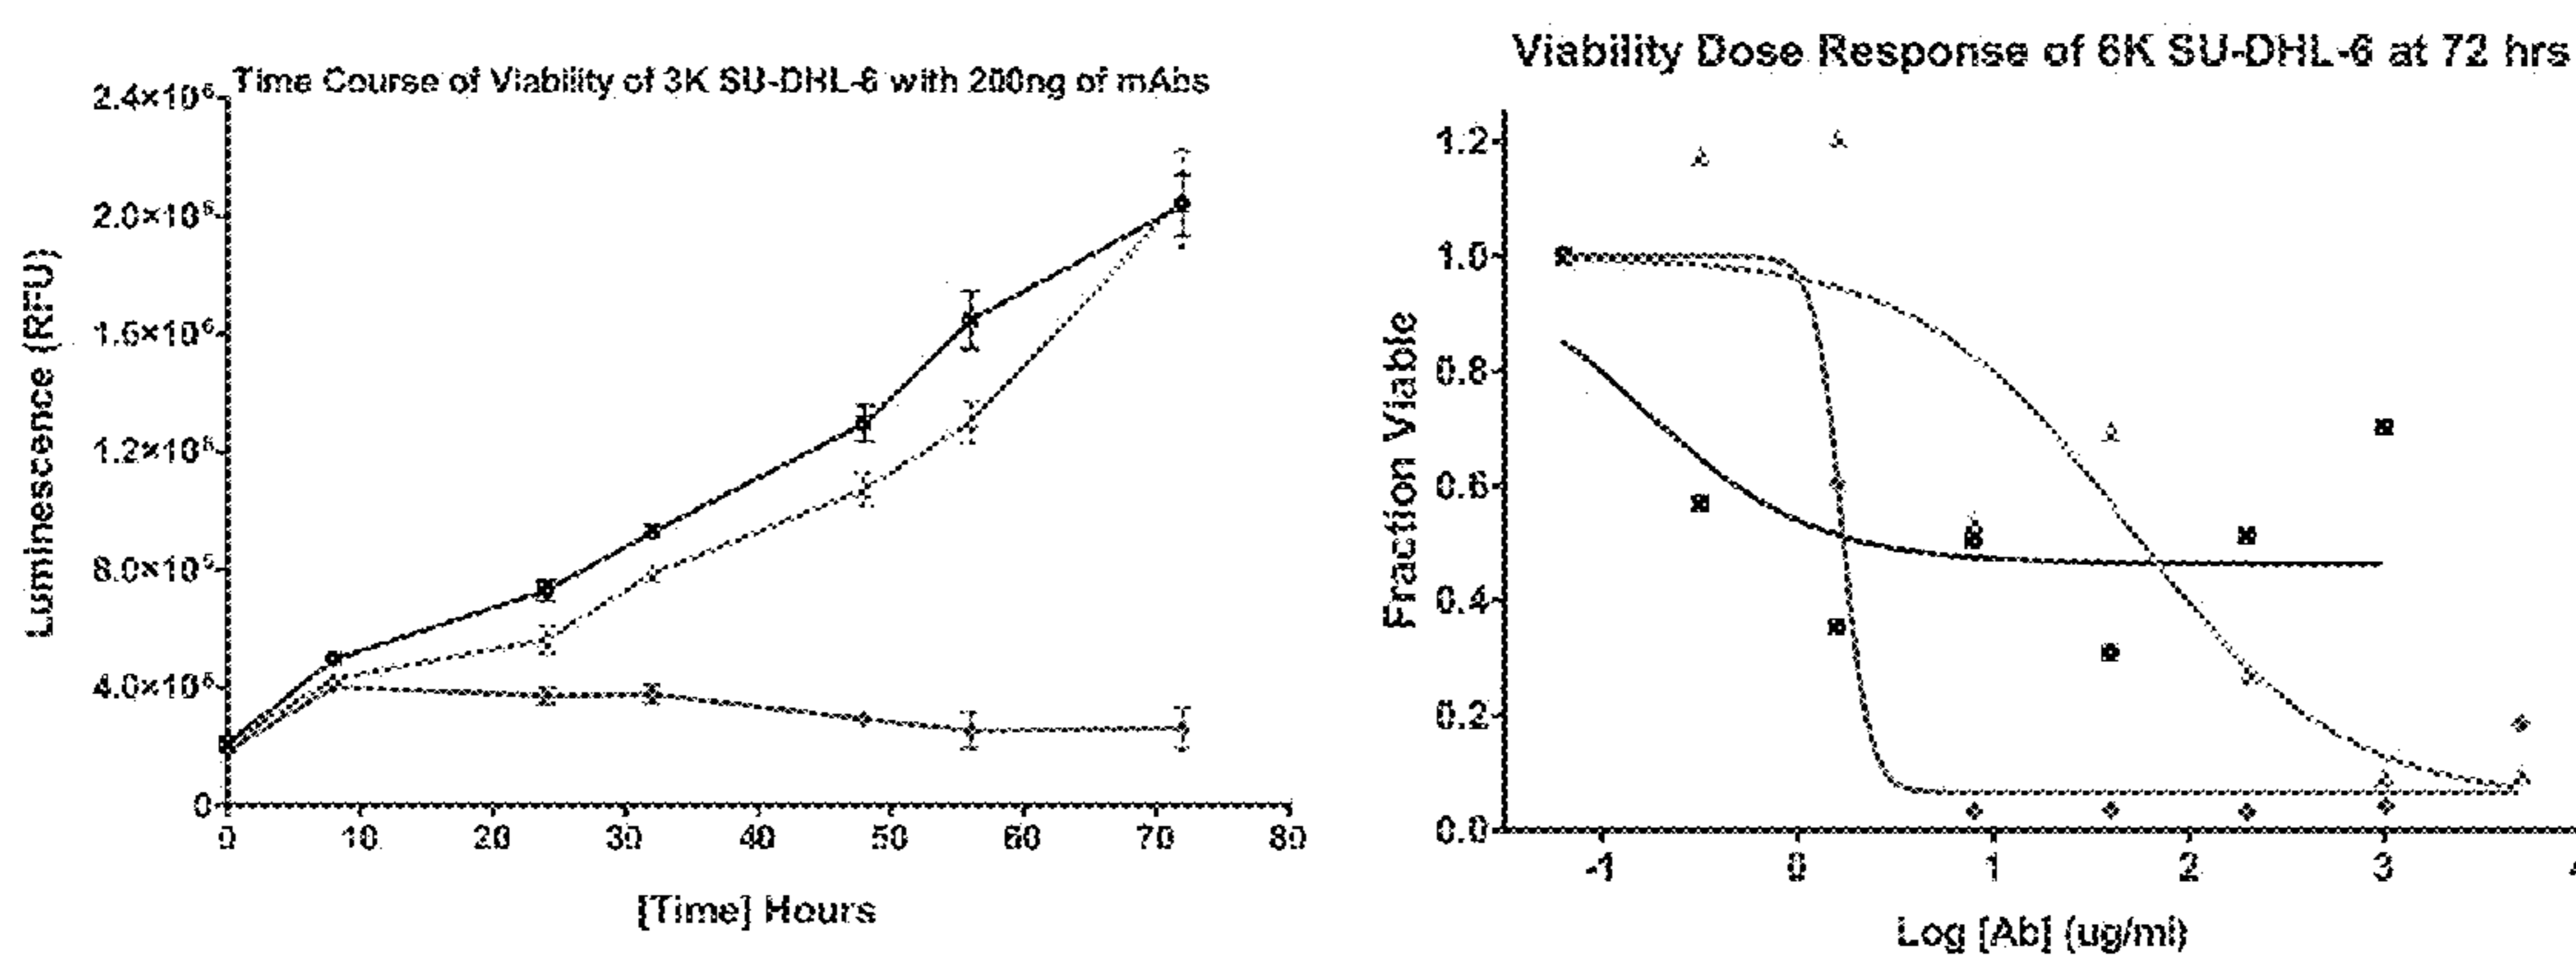 Time Course of Viability of 3K SU-DHL-6 with 200ng of mAbs
Luminescence (RFU)
2.4×10⁶
2.0×10⁶
1.6×10⁶
1.2×10⁶
8.0×10⁵
4.0×10⁵
0
0 10 20 30 40 50 60 70 80
[Time] Hours
Viability Dose Response of 6K SU-DHL-6 at 72 hrs
Fraction Viable
1.2
1.0
0.8
0.6
0.4
0.2
0.0
-1 0 1 2 3
Log [Ab] (ug/ml)